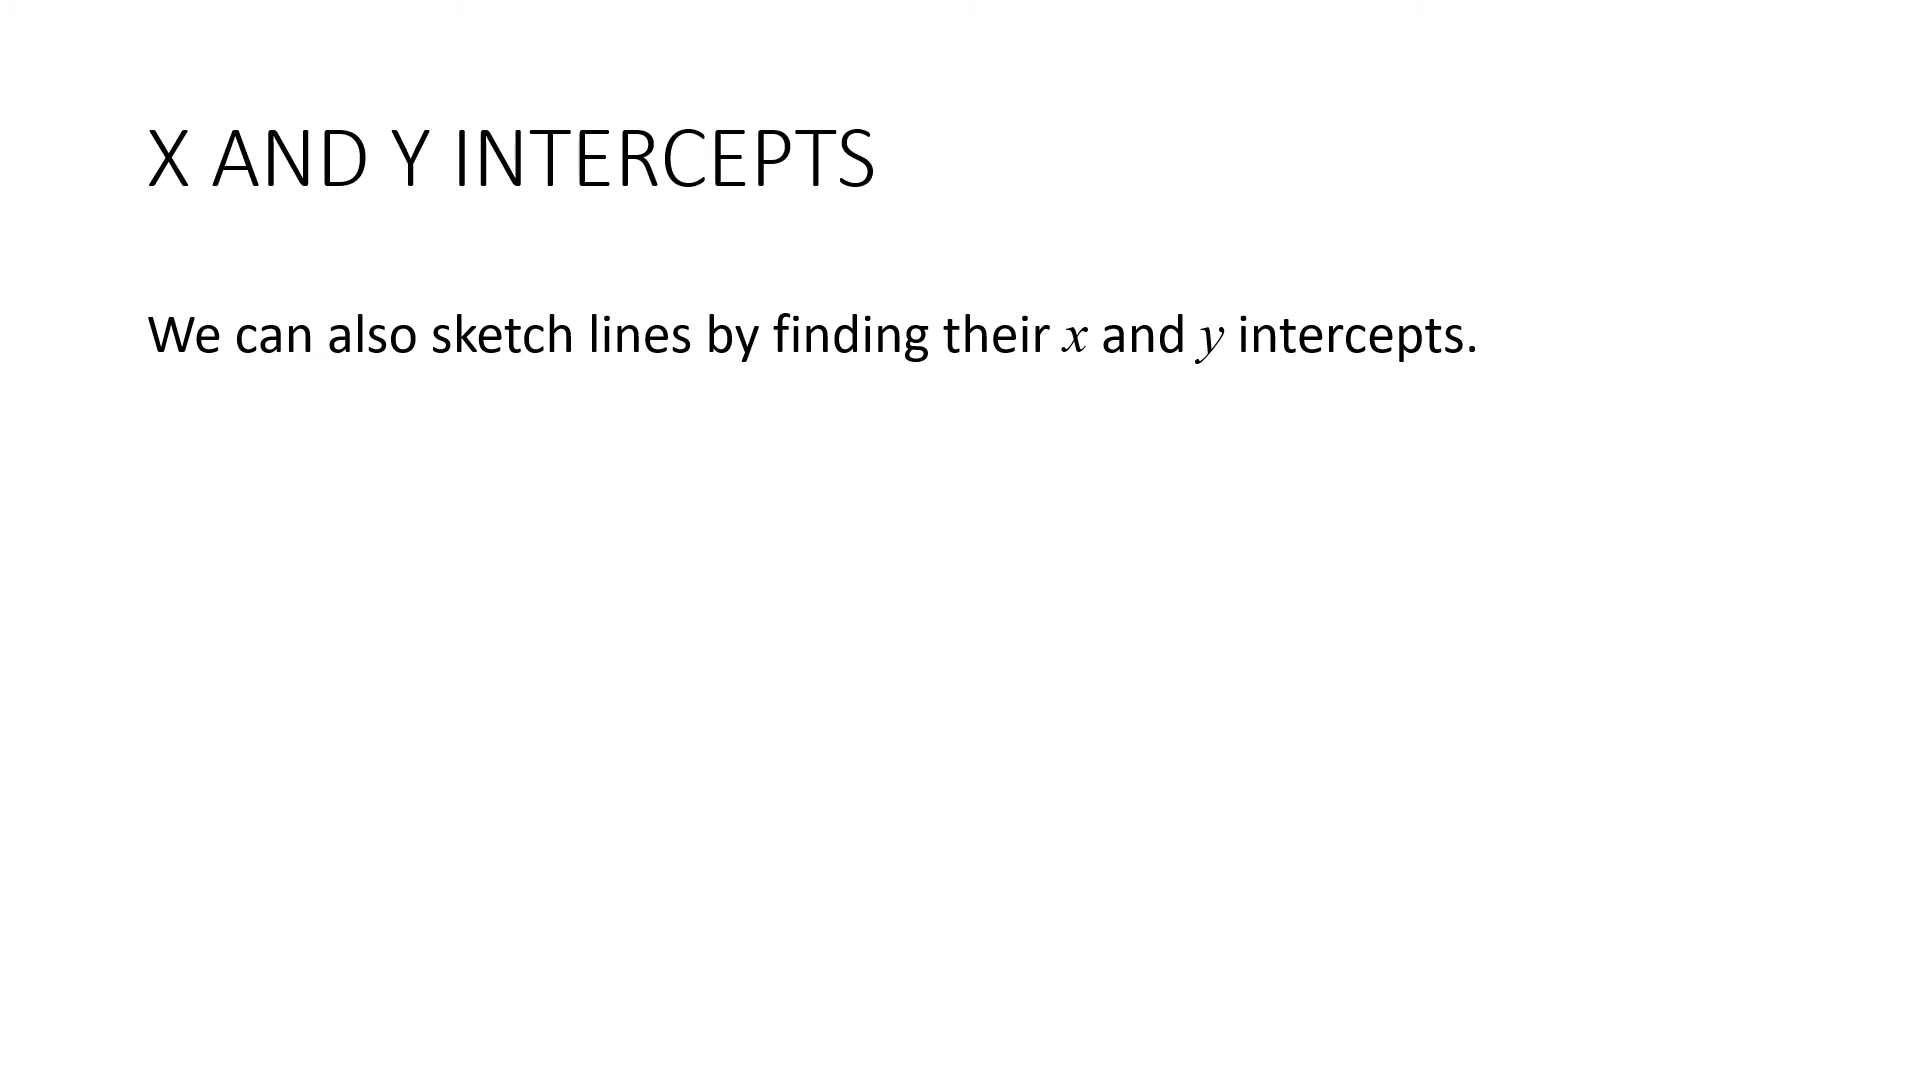 X AND Y INTERCEPTS
We can also sketch lines by finding their x and y intercepts.